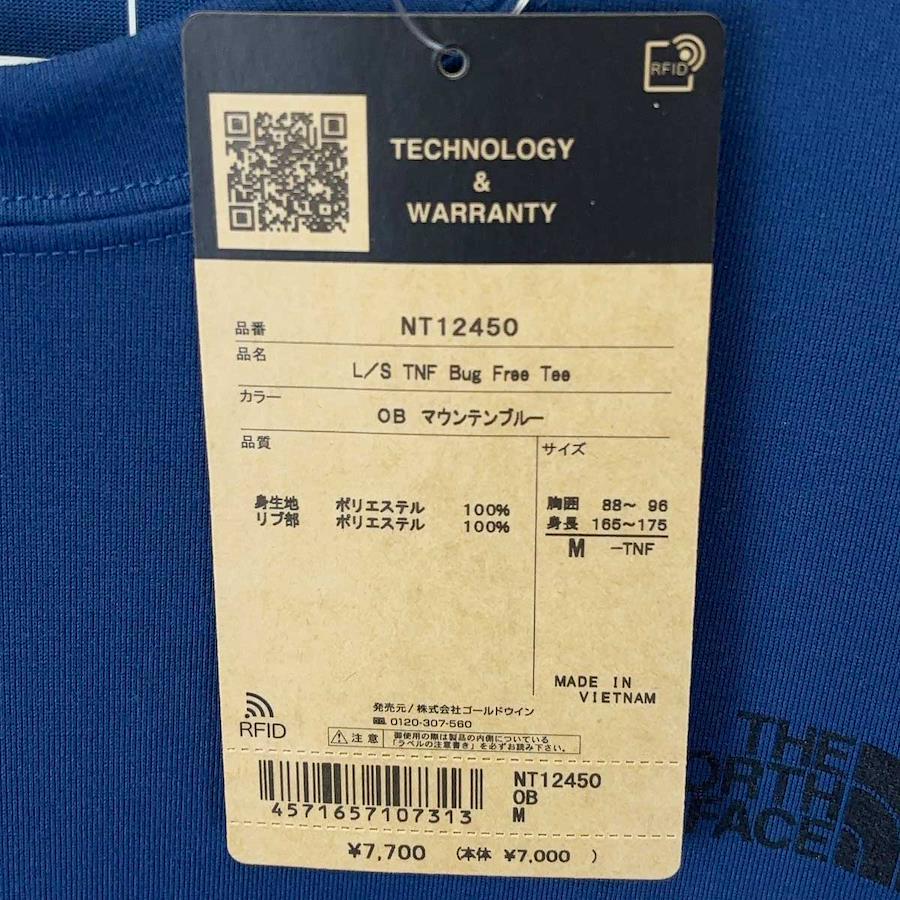 RFID
TECHNOLOGY
&
WARRANTY
品番 NT12450
品名
L/S TNF Bug Free Tee
カラー
OB マウンテンブルー
品質
身生地 ポリエステル 100%
リブ部 ポリエステル 100%
サイズ
胸囲 88～ 96
身長 165～175
M -TNF
MADE IN
VIETNAM
RFID
発売元/株式会社ゴールドウイン
0120-307-560
注意 御使用の際は製品の内側についている
「ラベルの注意書き」を必ずお読み下さい。
4571657107313
NT12450
OB
M
¥7,700 (本体 ¥7,000 )
THE
NORTH
FACE